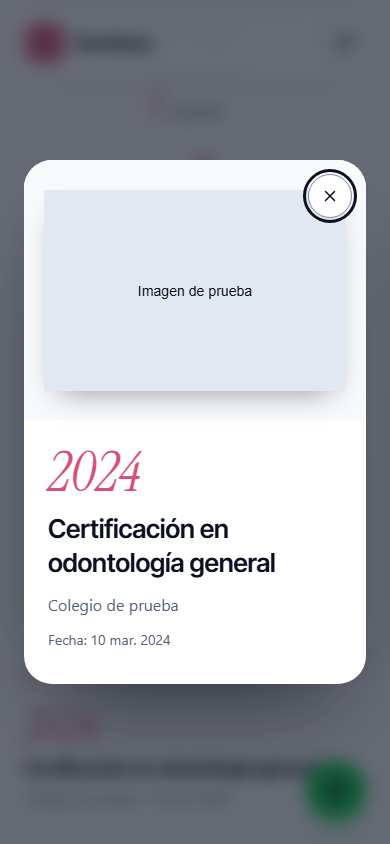 Imagen de prueba
2024
Certificación en
odontología general
Colegio de prueba
Fecha: 10 mar. 2024